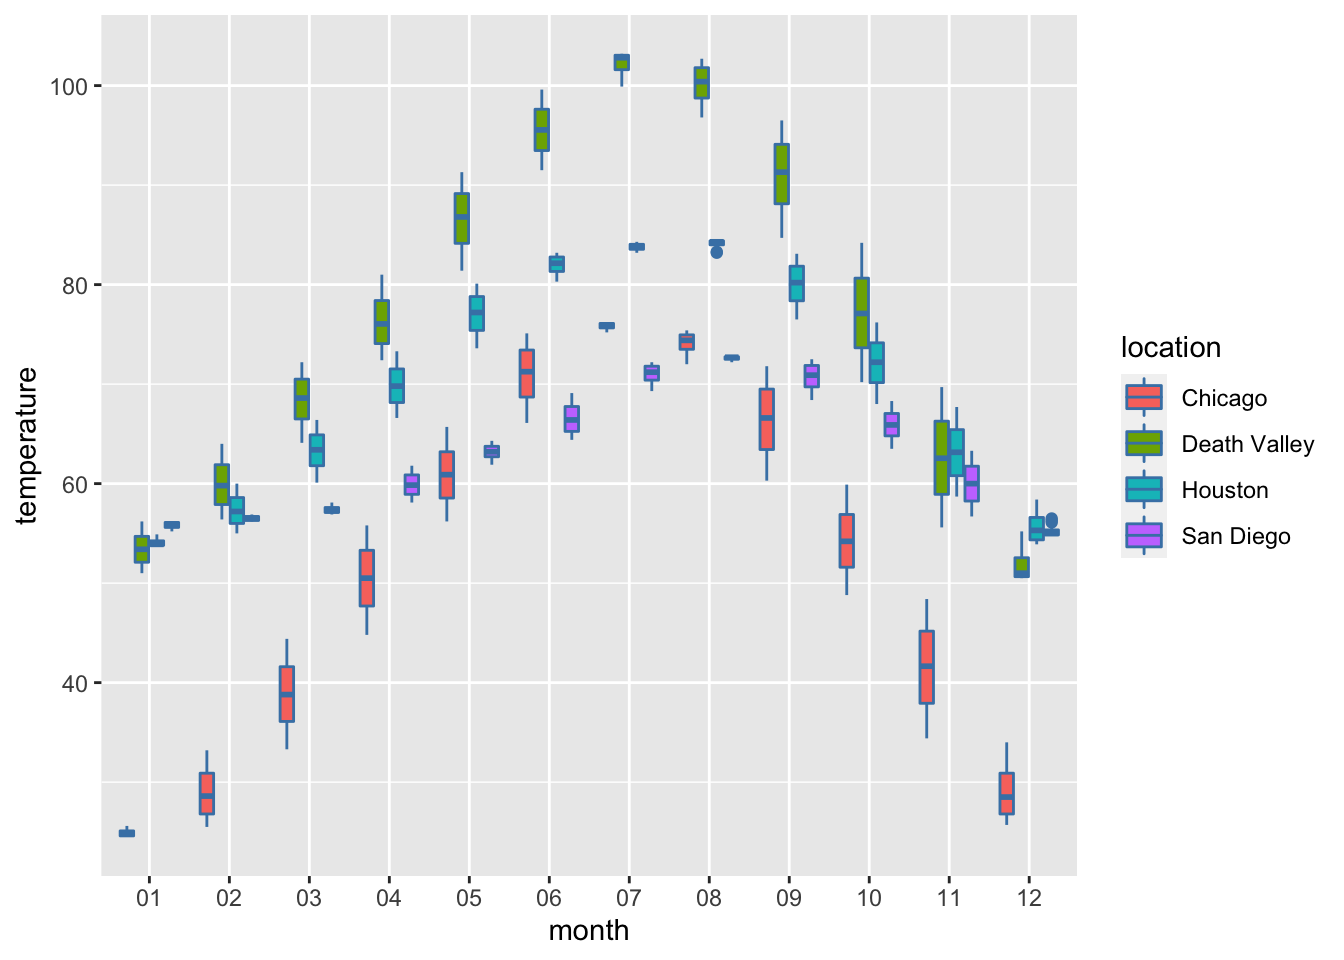 100
80
60
40
temperature
01 02 03 04 05 06 07 08 09 10 11 12
month
location
Chicago
Death Valley
Houston
San Diego